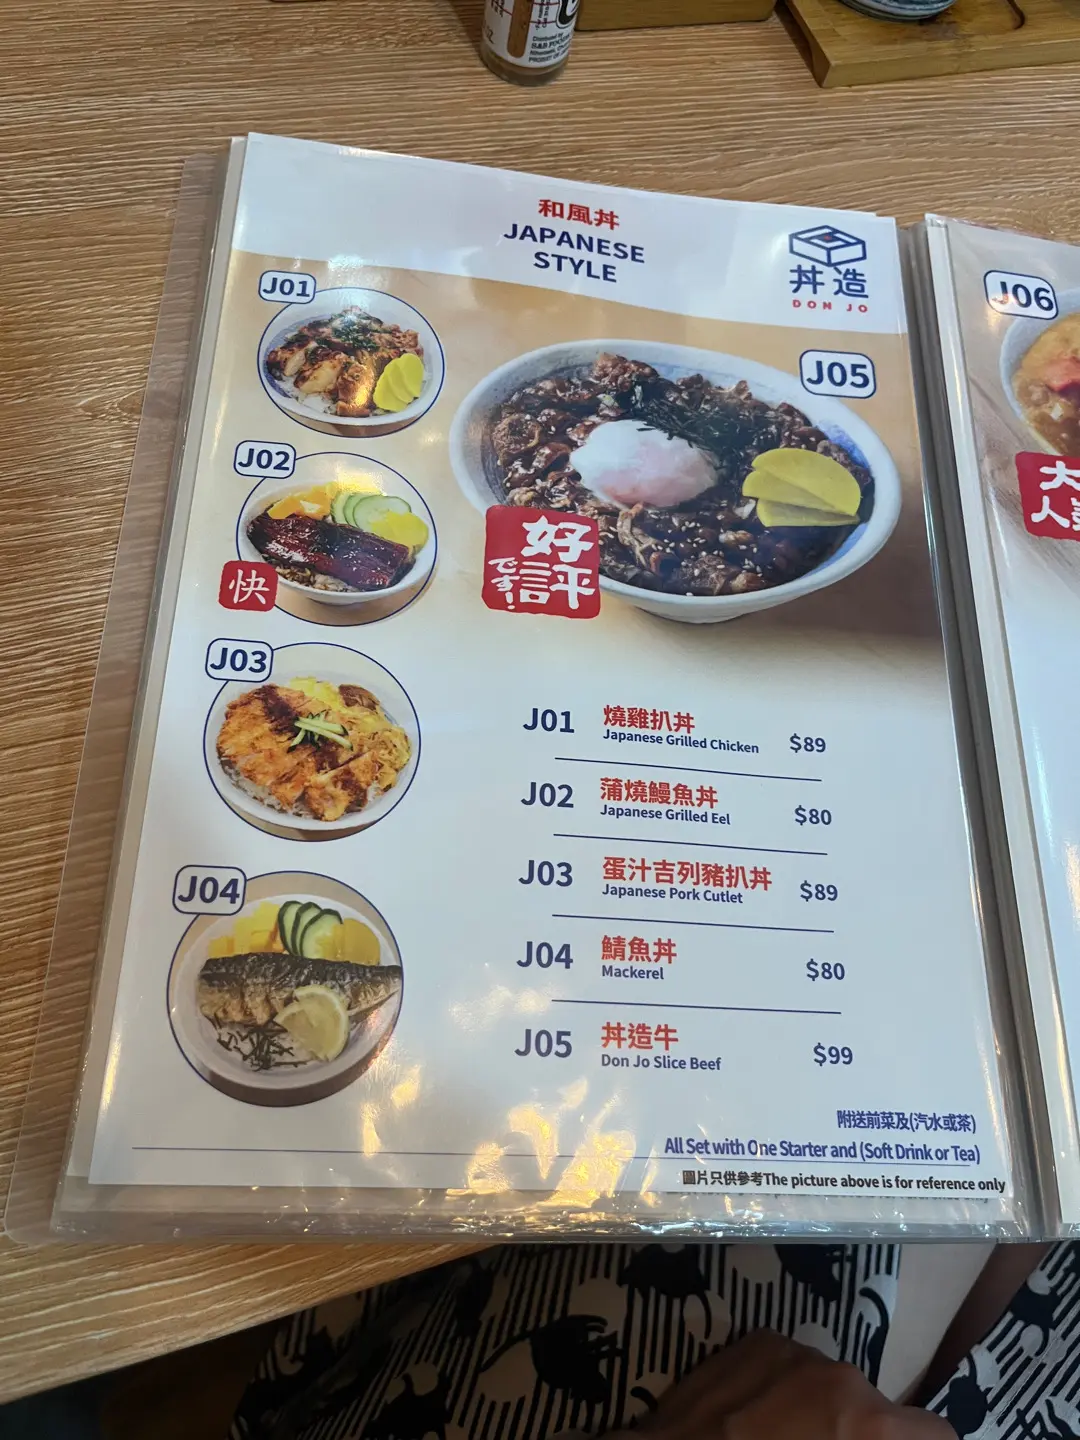 Distributed by
S&B FOODS
和風丼
JAPANESE
STYLE
丼造
DON JO
J01
J02
快
J03
J04
J05
好評
です!
J01 燒雞扒丼 $89
Japanese Grilled Chicken
J02 蒲燒鰻魚丼 $80
Japanese Grilled Eel
J03 蛋汁吉列豬扒丼 $89
Japanese Pork Cutlet
J04 鯖魚丼 $80
Mackerel
J05 丼造牛 $99
Don Jo Slice Beef
附送前菜及(汽水或茶)
All Set with One Starter and (Soft Drink or Tea)
圖片只供參考The picture above is for reference only
J06
大
人